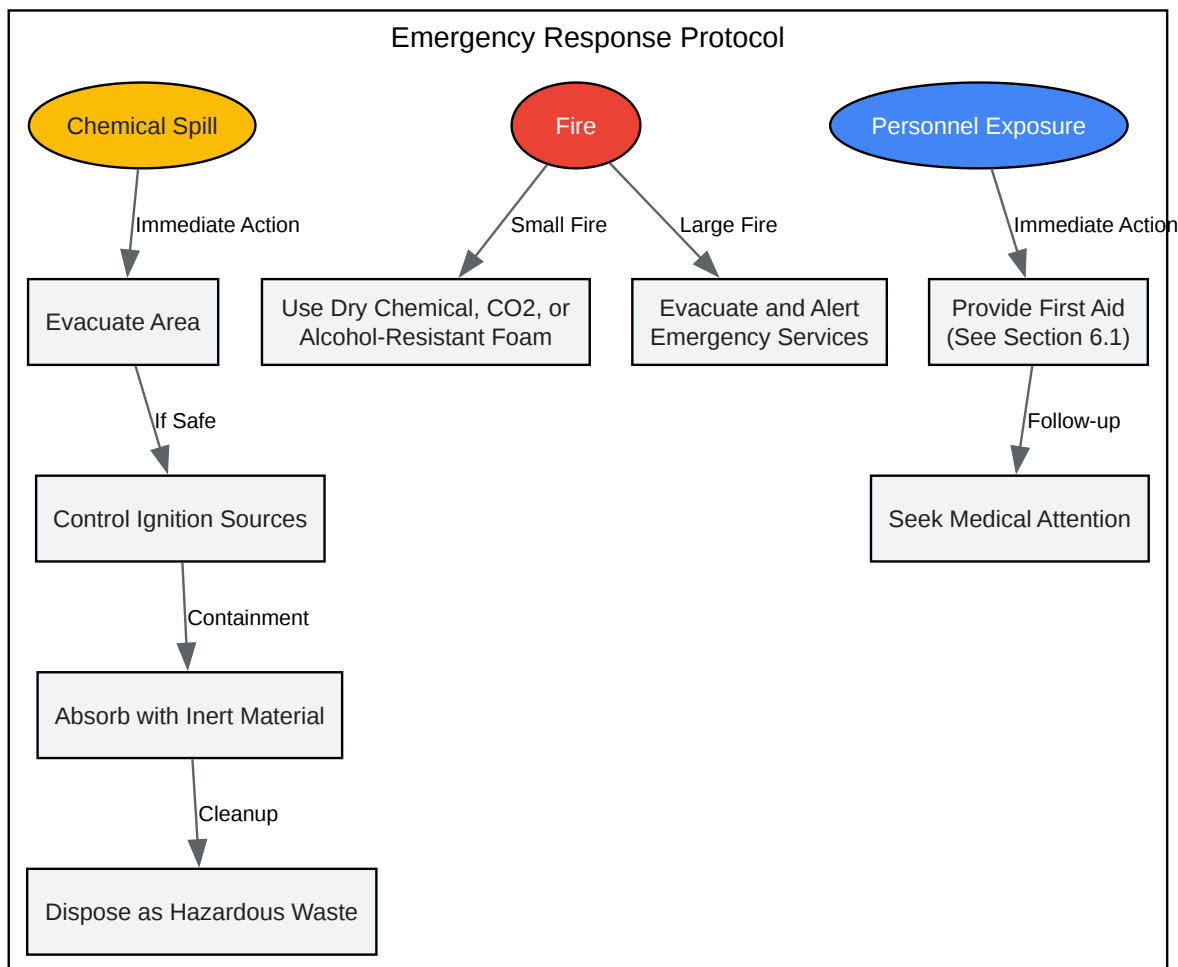 Emergency Response Protocol
Chemical Spill
Fire
Personnel Exposure
Immediate Action
Small Fire
Large Fire
Immediate Action
Evacuate Area
Use Dry Chemical, CO2, or
Alcohol-Resistant Foam
Evacuate and Alert
Emergency Services
Provide First Aid
(See Section 6.1)
If Safe
Follow-up
Control Ignition Sources
Seek Medical Attention
Containment
Absorb with Inert Material
Cleanup
Dispose as Hazardous Waste